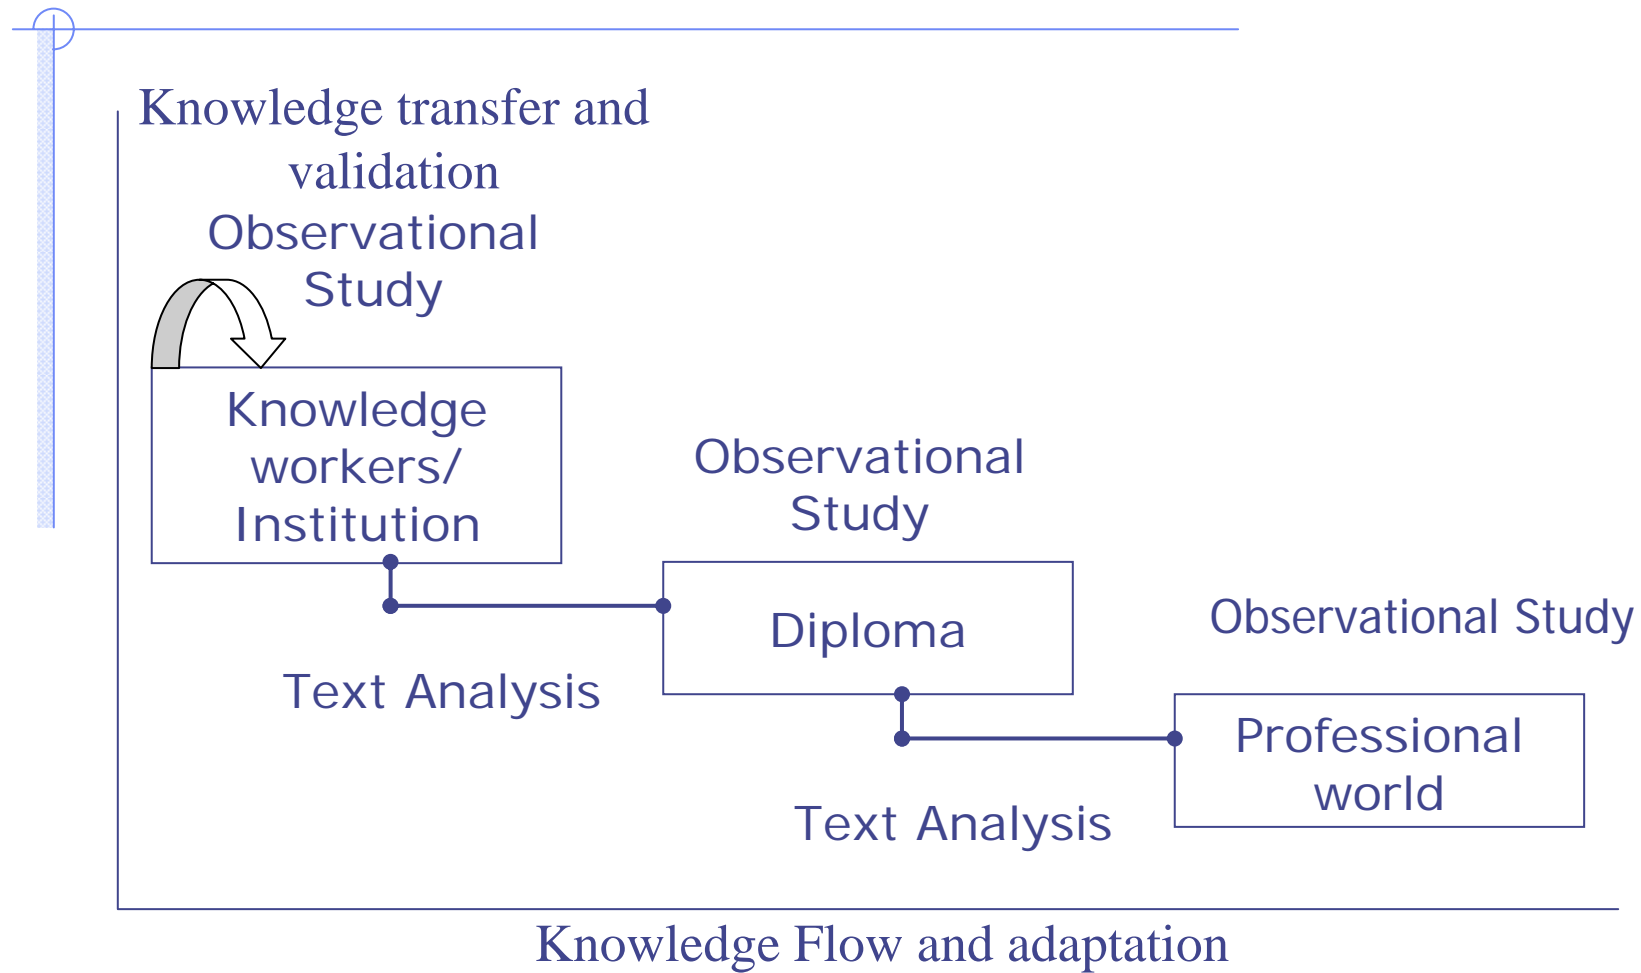 Knowledge transfer and
validation
Observational
Study
Knowledge
workers/
Institution
Observational
Study
Diploma
Text Analysis
Observational Study
Professional
world
Text Analysis
Knowledge Flow and adaptation